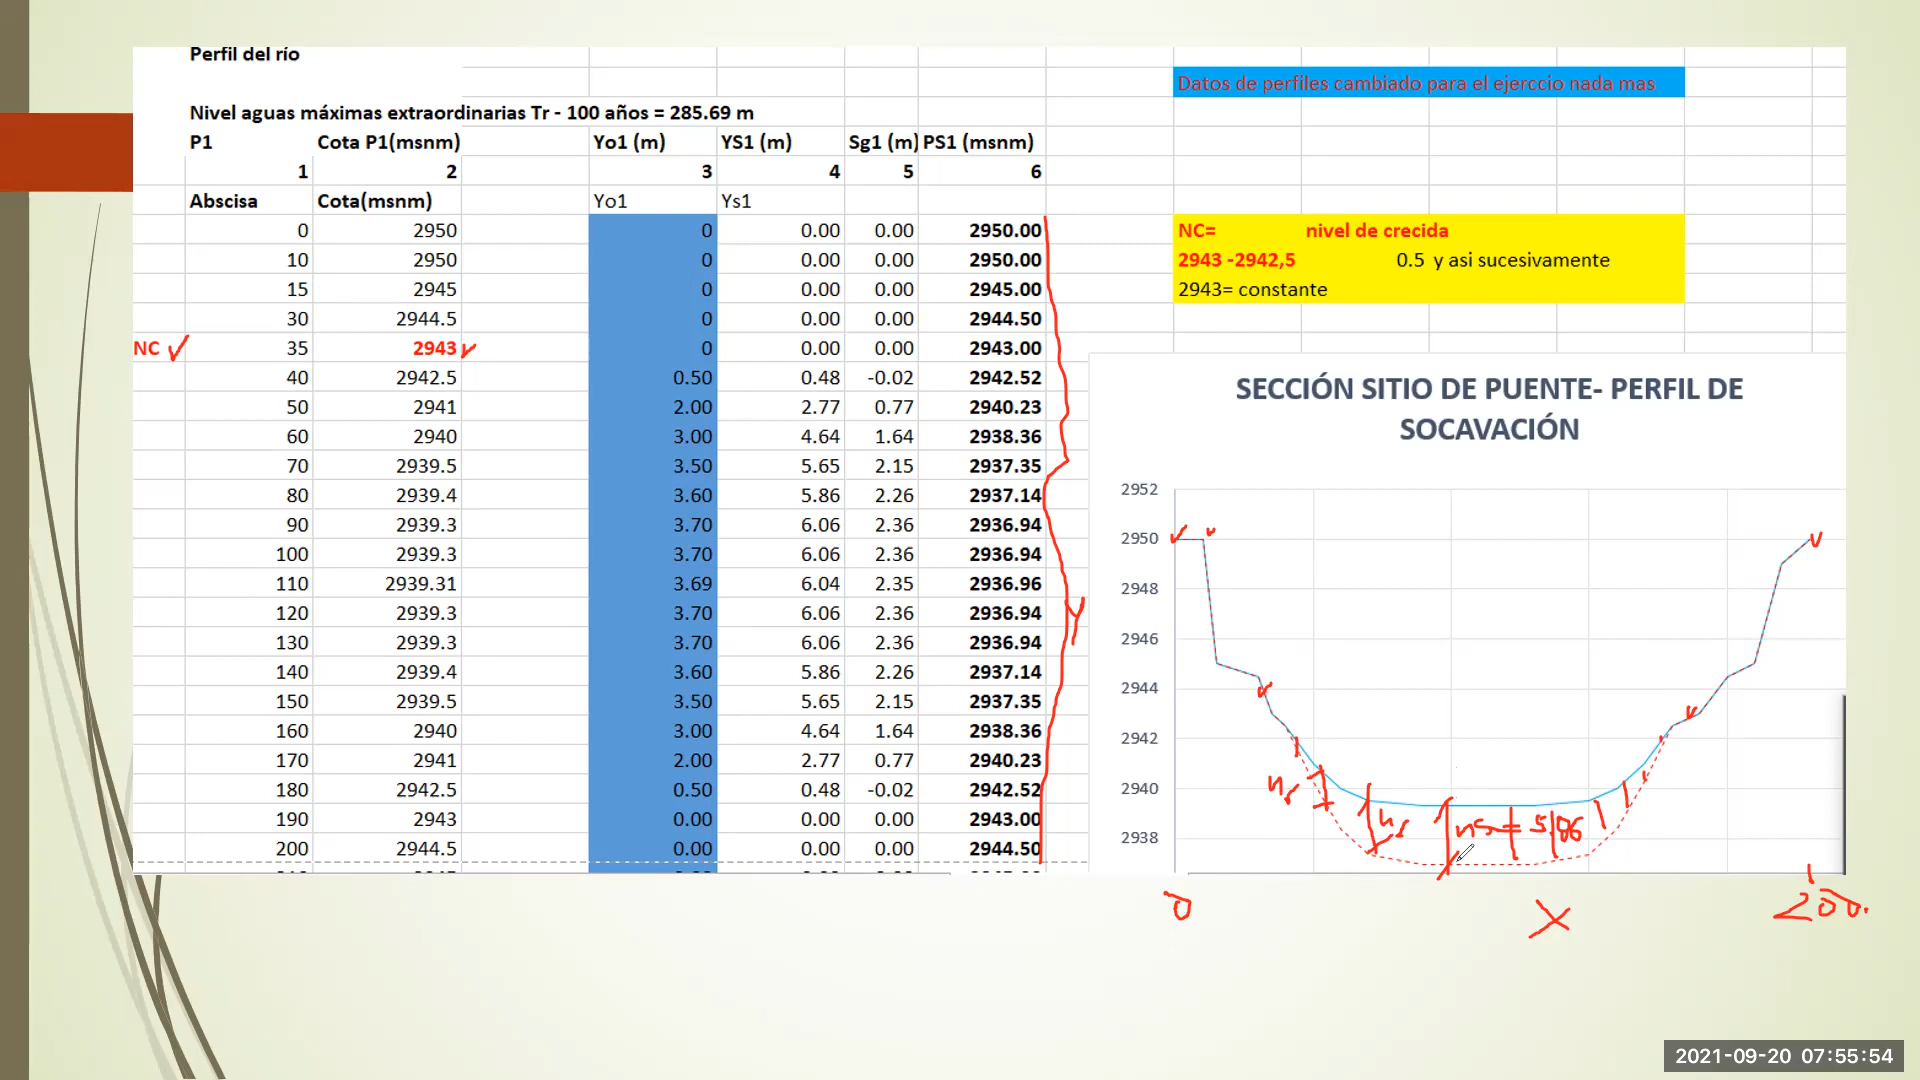 Perfil del río
Datos de perfiles cambiado para el ejerccio nada mas
Nivel aguas máximas extraordinarias Tr - 100 años = 285.69 m
P1 Cota P1(msnm) Yo1 (m) YS1 (m) Sg1 (m) PS1 (msnm)
1 2 3 4 5 6
Abscisa Cota(msnm) Yo1 Ys1
0 2950 0 0.00 0.00 2950.00
10 2950 0 0.00 0.00 2950.00
15 2945 0 0.00 0.00 2945.00
30 2944.5 0 0.00 0.00 2944.50
NC 35 2943 0 0.00 0.00 2943.00
40 2942.5 0.50 0.48 -0.02 2942.52
50 2941 2.00 2.77 0.77 2940.23
60 2940 3.00 4.64 1.64 2938.36
70 2939.5 3.50 5.65 2.15 2937.35
80 2939.4 3.60 5.86 2.26 2937.14
90 2939.3 3.70 6.06 2.36 2936.94
100 2939.3 3.70 6.06 2.36 2936.94
110 2939.31 3.69 6.04 2.35 2936.96
120 2939.3 3.70 6.06 2.36 2936.94
130 2939.3 3.70 6.06 2.36 2936.94
140 2939.4 3.60 5.86 2.26 2937.14
150 2939.5 3.50 5.65 2.15 2937.35
160 2940 3.00 4.64 1.64 2938.36
170 2941 2.00 2.77 0.77 2940.23
180 2942.5 0.50 0.48 -0.02 2942.52
190 2943 0.00 0.00 0.00 2943.00
200 2944.5 0.00 0.00 0.00 2944.50
NC= nivel de crecida
2943 -2942,5 0.5 y asi sucesivamente
2943= constante
SECCIÓN SITIO DE PUENTE- PERFIL DE
SOCAVACIÓN
2952
2950
2948
2946
2944
2942
2940
2938
hs
hs
hs = 5,86
y
0 X 200.
2021-09-20 07:55:54